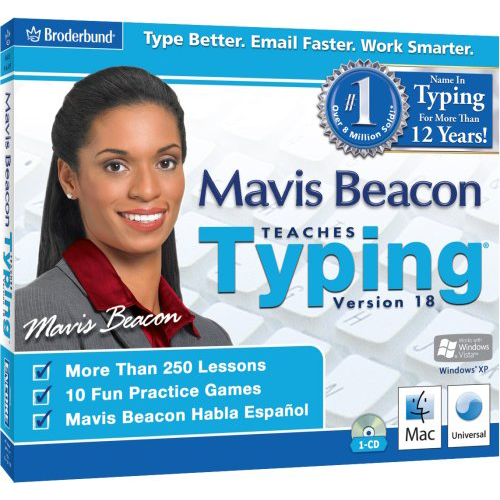 Broderbund®
Type Better. Email Faster. Work Smarter.
#1
Over 8 Million Sold!*
Name In
Typing
For More Than
12 Years!
Mavis Beacon
TEACHES
Typing®
Version 18
Mavis Beacon
More Than 250 Lessons
10 Fun Practice Games
Mavis Beacon Habla Español
Works with
Windows
Vista™
Windows® XP
1-CD
Mac
Universal
Mavis Beacon
TEACHES
Typing